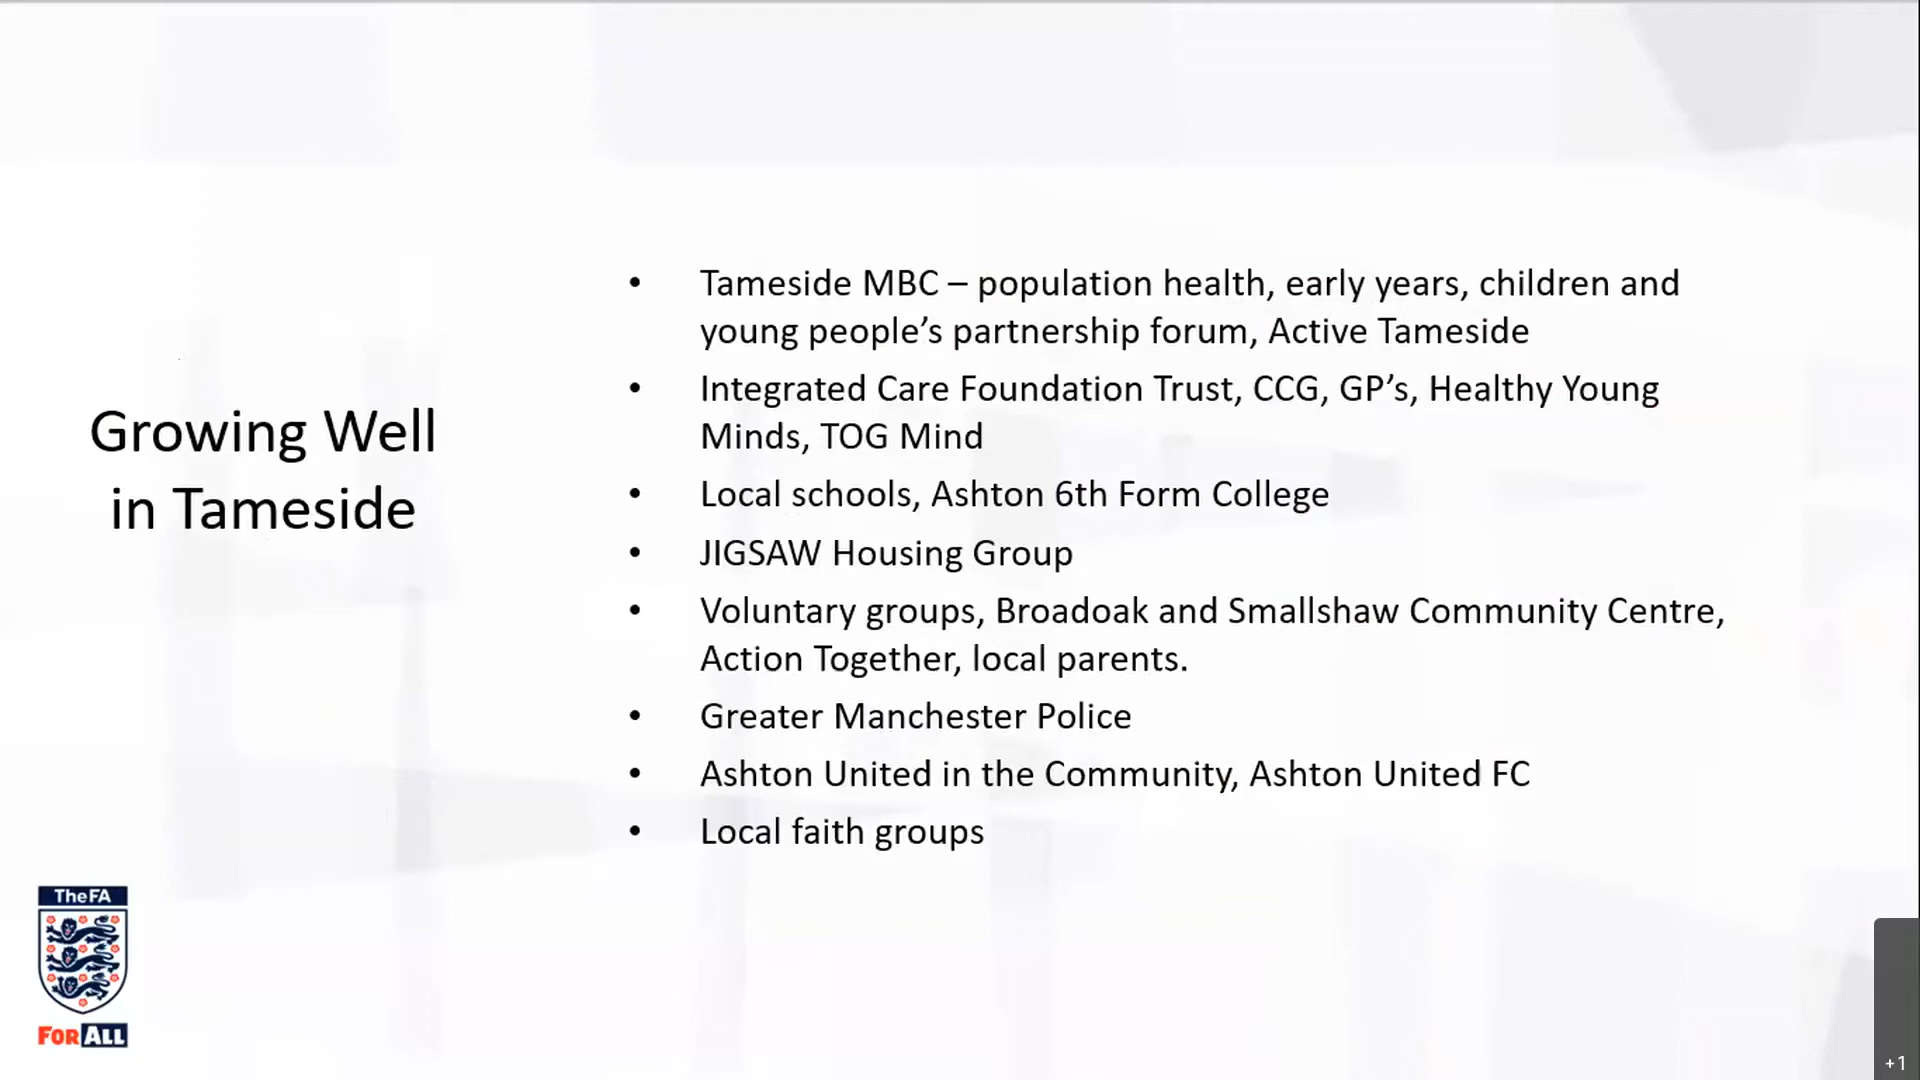 Growing Well
in Tameside
• Tameside MBC – population health, early years, children and
young people’s partnership forum, Active Tameside
• Integrated Care Foundation Trust, CCG, GP’s, Healthy Young
Minds, TOG Mind
• Local schools, Ashton 6th Form College
• JIGSAW Housing Group
• Voluntary groups, Broadoak and Smallshaw Community Centre,
Action Together, local parents.
• Greater Manchester Police
• Ashton United in the Community, Ashton United FC
• Local faith groups
The FA
FOR ALL
+1